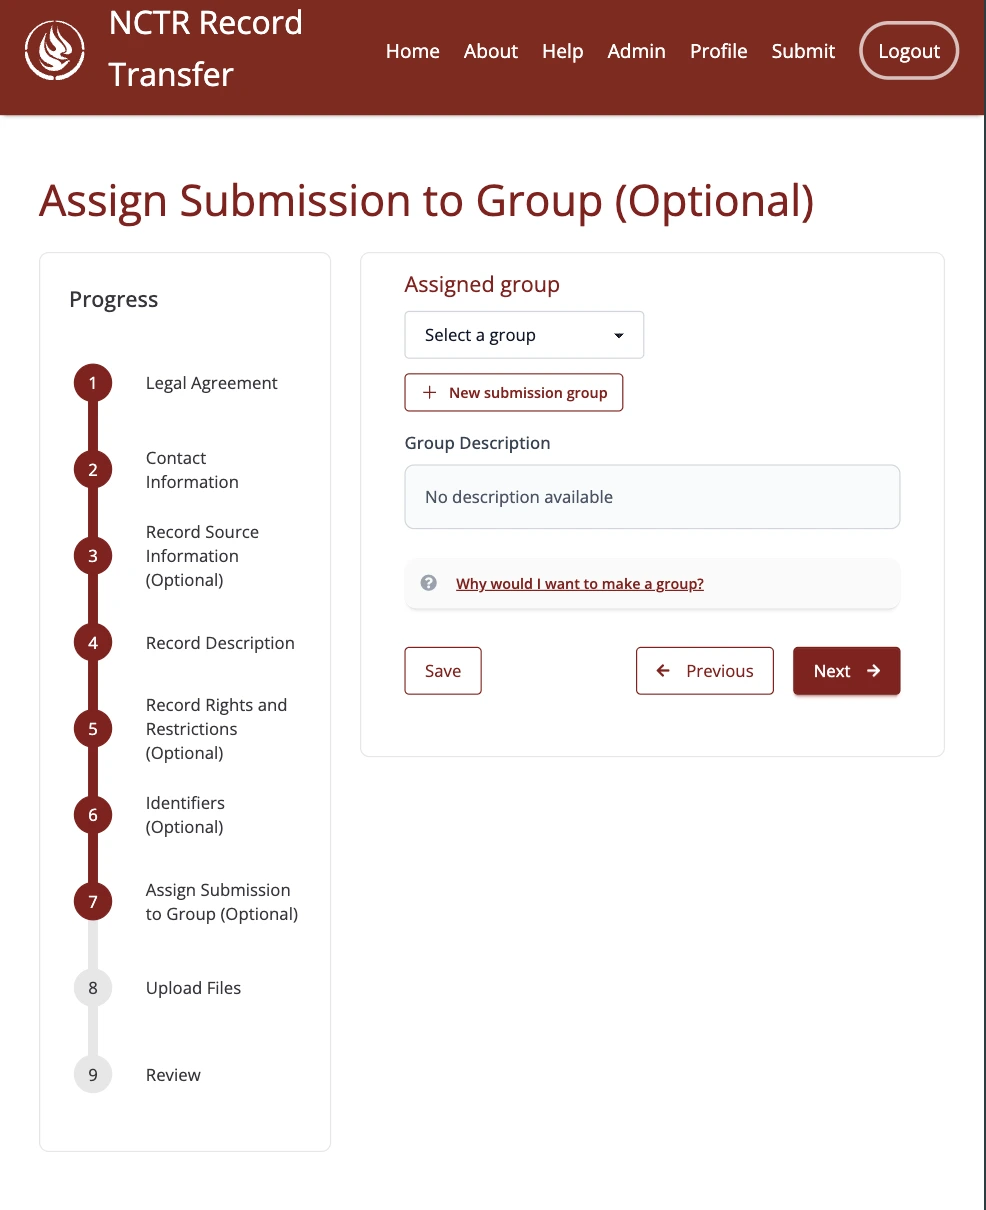 NCTR Record
Transfer
Home About Help Admin Profile Submit Logout
Assign Submission to Group (Optional)
Progress
1 Legal Agreement
2 Contact
Information
3 Record Source
Information
(Optional)
4 Record Description
5 Record Rights and
Restrictions
(Optional)
6 Identifiers
(Optional)
7 Assign Submission
to Group (Optional)
8 Upload Files
9 Review
Assigned group
Select a group
+ New submission group
Group Description
No description available
? Why would I want to make a group?
Save ← Previous Next →